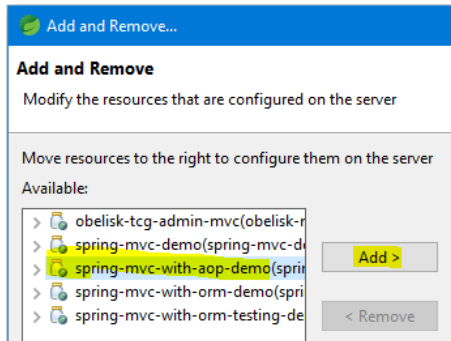 Add and Remove...
Add and Remove
Modify the resources that are configured on the server
Move resources to the right to configure them on the server
Available:
obelisk-tcg-admin-mvc(obelisk-
spring-mvc-demo(spring-mvc-d
spring-mvc-with-aop-demo(sprin
spring-mvc-with-orm-demo(spri
spring-mvc-with-orm-testing-de
Add >
< Remove